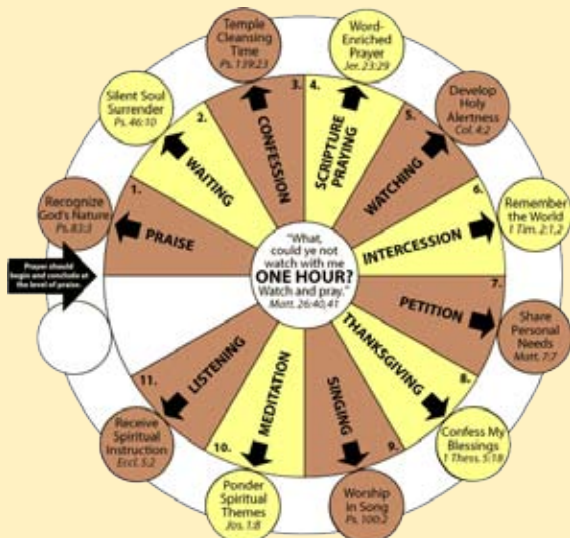 Prayer should
begin and conclude at
the level of praise.
1.
PRAISE
Recognize
God's Nature
Ps. 83:3
2.
WAITING
Silent Soul
Surrender
Ps. 46:10
3.
CONFESSION
Temple
Cleansing
Time
Ps. 139:23
4.
SCRIPTURE
PRAYING
Word-
Enriched
Prayer
Jer. 23:29
5.
WATCHING
Develop
Holy
Alertness
Col. 4:2
6.
INTERCESSION
Remember
the World
1 Tim. 2:1,2
7.
PETITION
Share
Personal
Needs
Matt. 7:7
8.
THANKSGIVING
Confess My
Blessings
1 Thess. 5:18
9.
SINGING
Worship
in Song
Ps. 100:2
10.
MEDITATION
Ponder
Spiritual
Themes
Jos. 1:8
11.
LISTENING
Receive
Spiritual
Instruction
Eccl. 5:2
"What,
could ye not
watch with me
ONE HOUR?
Watch and pray."
Matt. 26:40,41